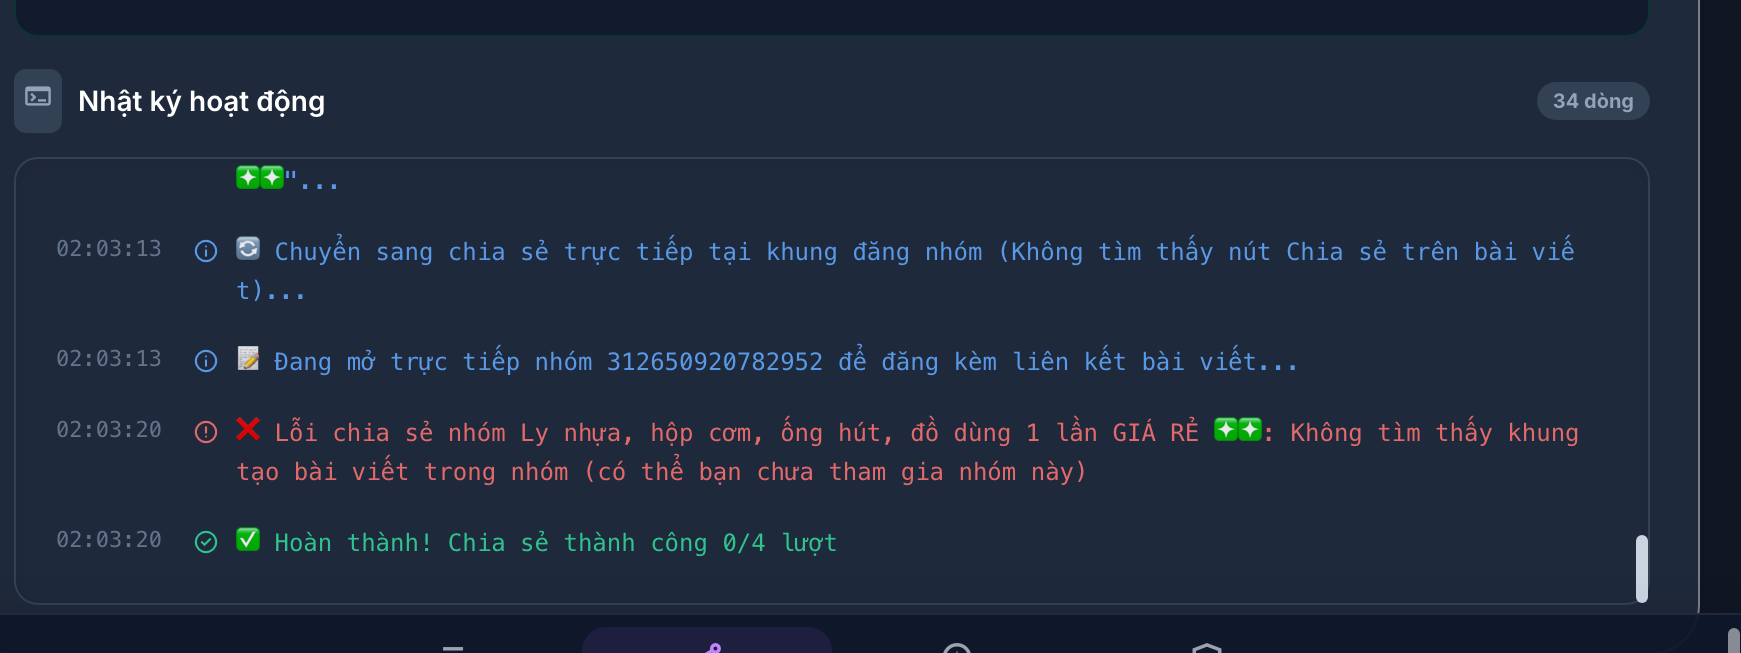 Nhật ký hoạt động
34 dòng
"...
02:03:13 Chuyển sang chia sẻ trực tiếp tại khung đăng nhóm (Không tìm thấy nút Chia sẻ trên bài viế
t)...
02:03:13 Đang mở trực tiếp nhóm 312650920782952 để đăng kèm liên kết bài viết...
02:03:20 ❌ Lỗi chia sẻ nhóm Ly nhựa, hộp cơm, ống hút, đồ dùng 1 lần GIÁ RẺ : Không tìm thấy khung
tạo bài viết trong nhóm (có thể bạn chưa tham gia nhóm này)
02:03:20 ✅ Hoàn thành! Chia sẻ thành công 0/4 lượt